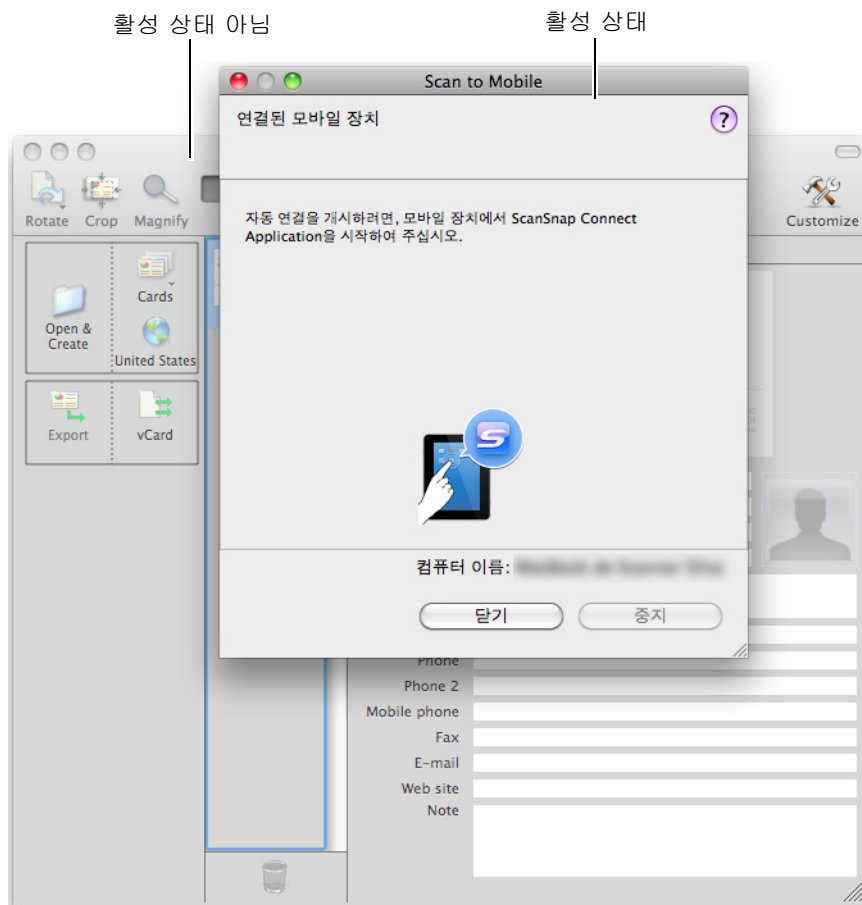 활성 상태 아님
활성 상태
Scan to Mobile
연결된 모바일 장치
?
Rotate
Crop
Magnify
Customize
자동 연결을 개시하려면, 모바일 장치에서 ScanSnap Connect
Application을 시작하여 주십시오.
Cards
Open &
Create
United States
Export
vCard
S
컴퓨터 이름:
닫기
중지
Phone
Phone 2
Mobile phone
Fax
E-mail
Web site
Note